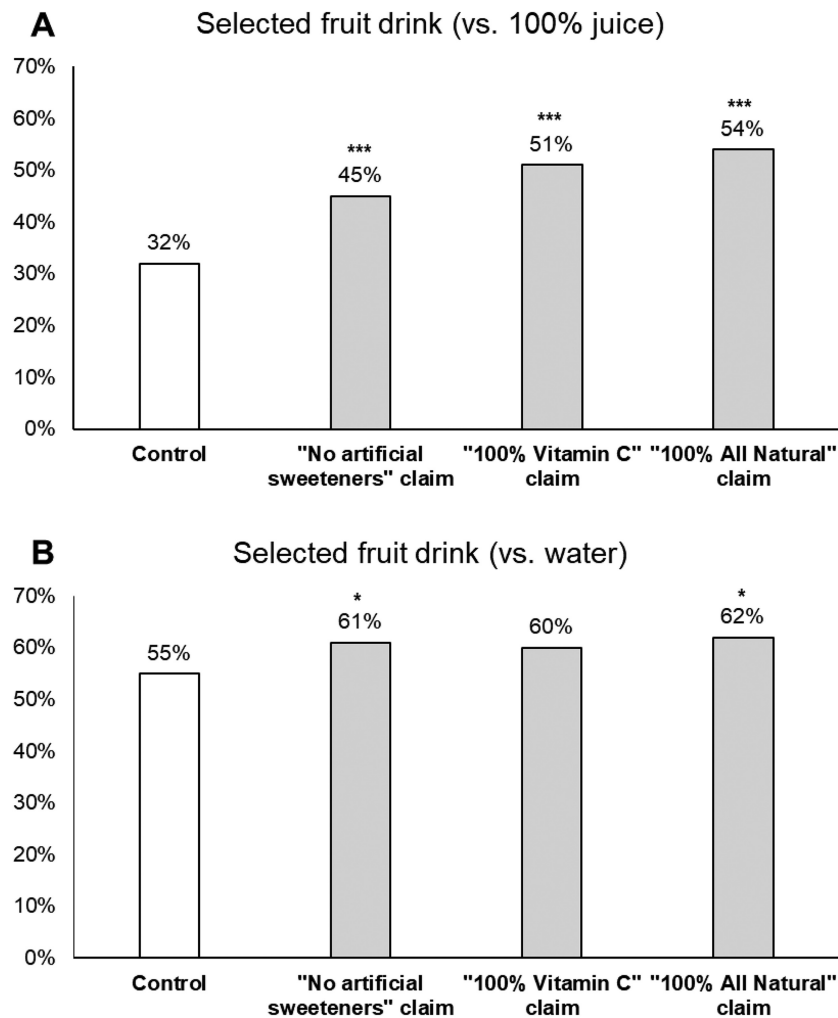 A
Selected fruit drink (vs. 100% juice)
70%
60%
50%
40%
30%
20%
10%
0%
32%
***
45%
***
51%
***
54%
Control
"No artificial
sweeteners" claim
"100% Vitamin C"
claim
"100% All Natural"
claim
B
Selected fruit drink (vs. water)
70%
60%
50%
40%
30%
20%
10%
0%
55%
*
61%
60%
*
62%
Control
"No artificial
sweeteners" claim
"100% Vitamin C"
claim
"100% All Natural"
claim